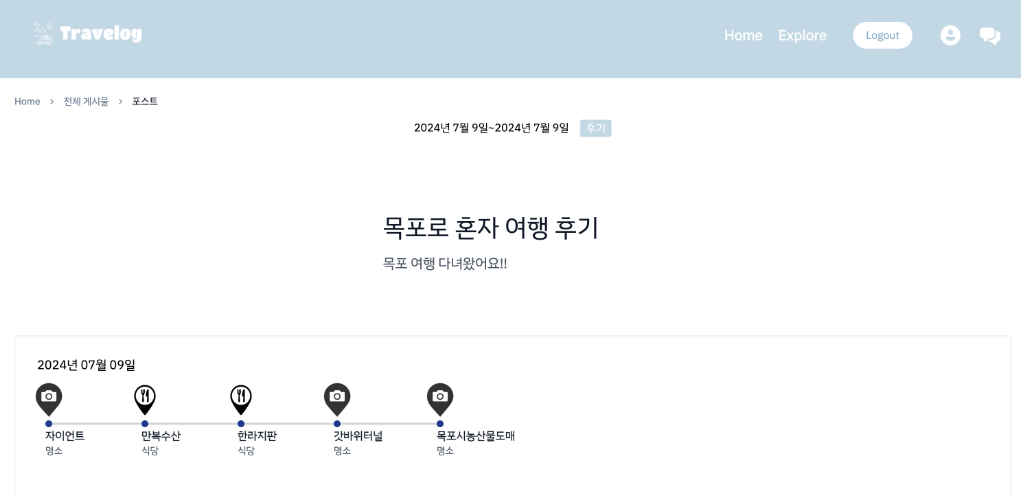 Travelog
Home Explore Logout
Home > 전체 게시물 > 포스트
2024년 7월 9일~2024년 7월 9일 후기
목포로 혼자 여행 후기
목포 여행 다녀왔어요!!
2024년 07월 09일
자이언트 만복수산 한라지판 갓바위터널 목포시농산물도매
명소 식당 식당 명소 명소